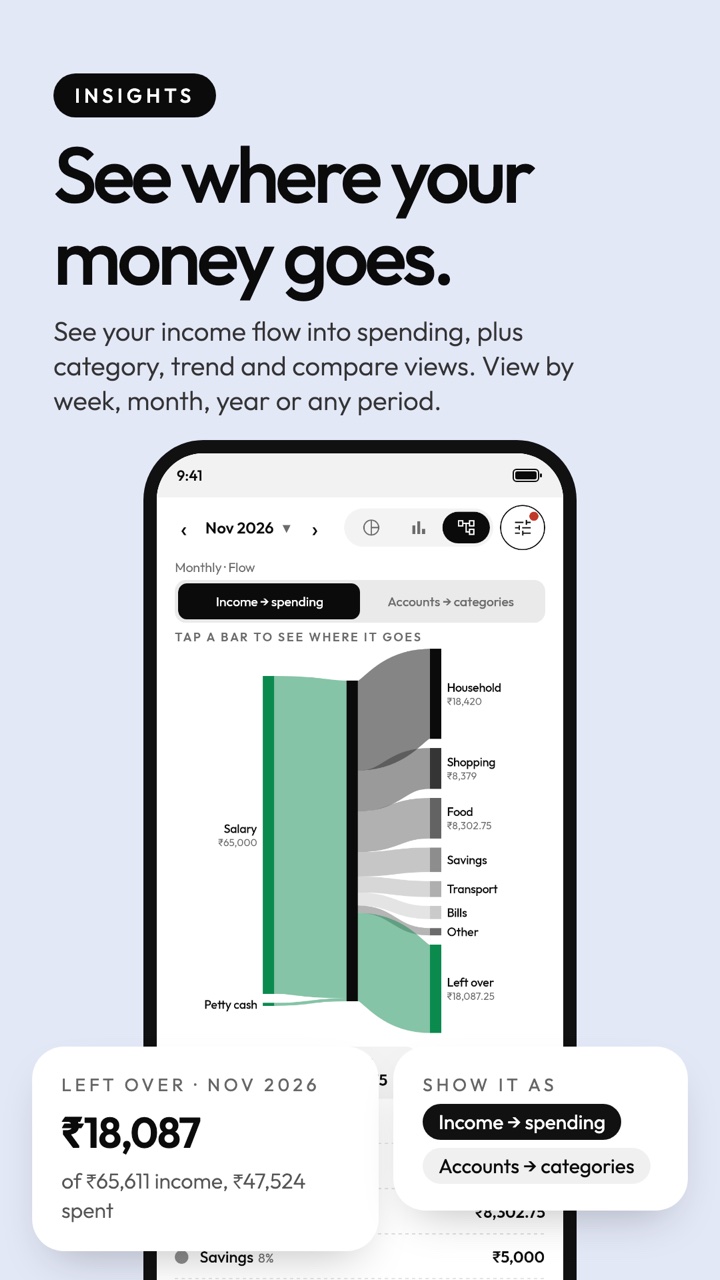 INSIGHTS
See where your
money goes.
See your income flow into spending, plus
category, trend and compare views. View by
week, month, year or any period.
9:41
‹ Nov 2026 ▾ ›
Monthly · Flow
Income → spending
Accounts → categories
TAP A BAR TO SEE WHERE IT GOES
Household
₹18,420
Shopping
₹8,379
Food
₹8,302.75
Salary
₹65,000
Savings
Transport
Bills
Other
Left over
₹18,087.25
Petty cash
5
LEFT OVER · NOV 2026
₹18,087
of ₹65,611 income, ₹47,524
spent
SHOW IT AS
Income → spending
Accounts → categories
₹8,302.75
Savings 8%
₹5,000